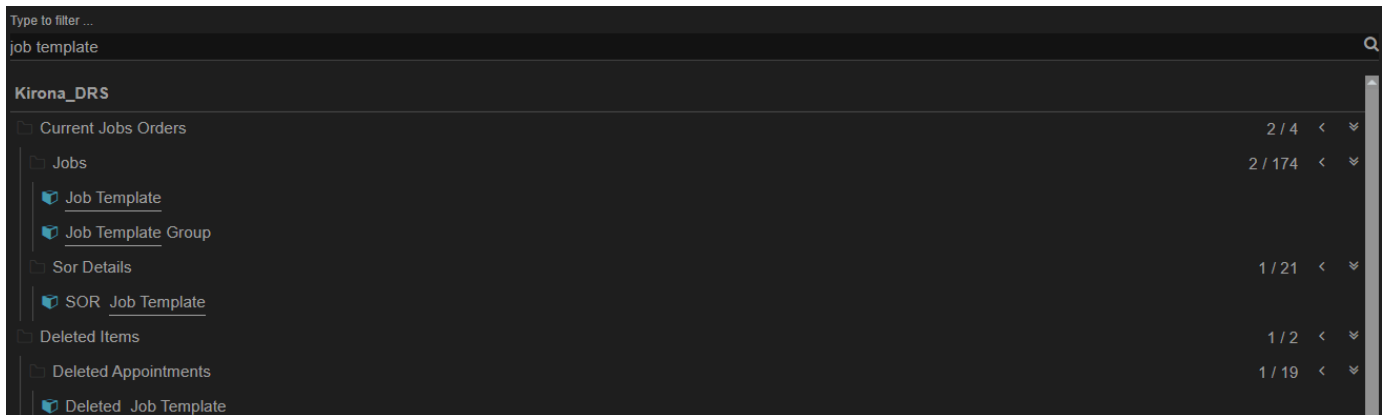 Type to filter ...
job template
Kirona_DRS
Current Jobs Orders 2 / 4
Jobs 2 / 174
Job Template
Job Template Group
Sor Details 1 / 21
SOR Job Template
Deleted Items 1 / 2
Deleted Appointments 1 / 19
Deleted Job Template